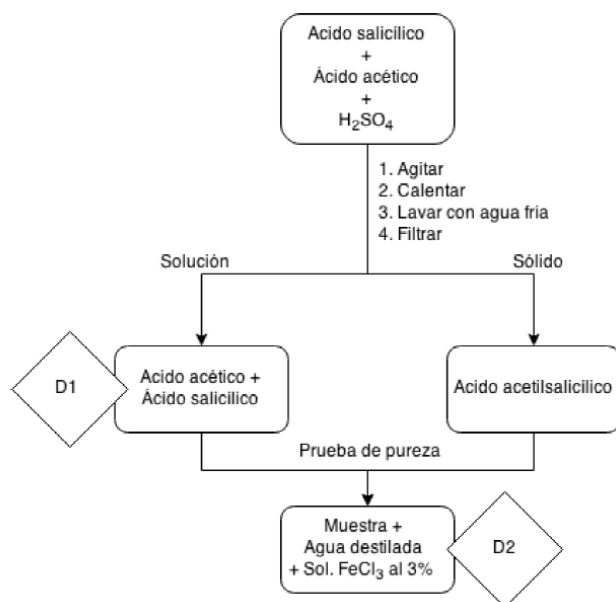 Acido salicílico
+
Ácido acético
+
H₂SO₄
1. Agitar
2. Calentar
3. Lavar con agua fria
4. Filtrar
Solución
Sólido
D1
Acido acético +
Ácido salicílico
Acido acetilsalicílico
Prueba de pureza
Muestra +
Agua destilada
+ Sol. FeCl₃ al 3%
D2